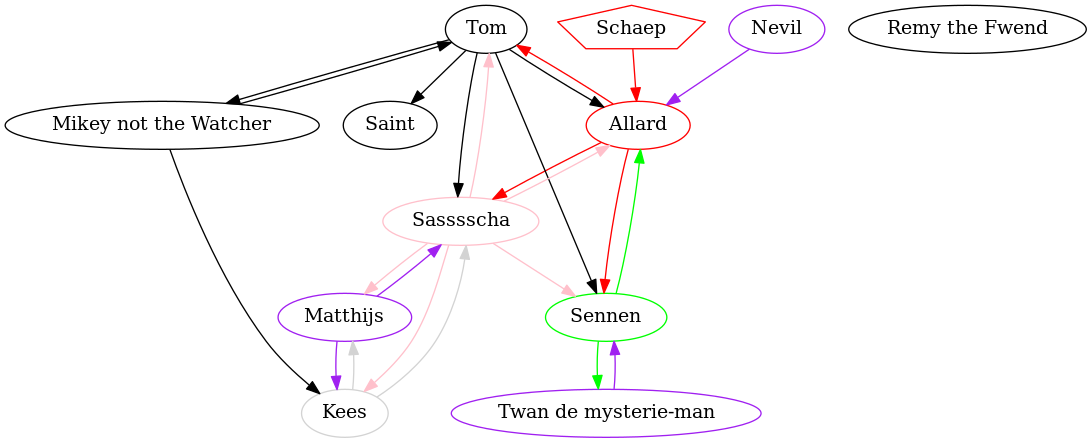 Tom
Schaep
Nevil
Remy the Fwend
Mikey not the Watcher
Saint
Allard
Sasssscha
Matthijs
Sennen
Kees
Twan de mysterie-man